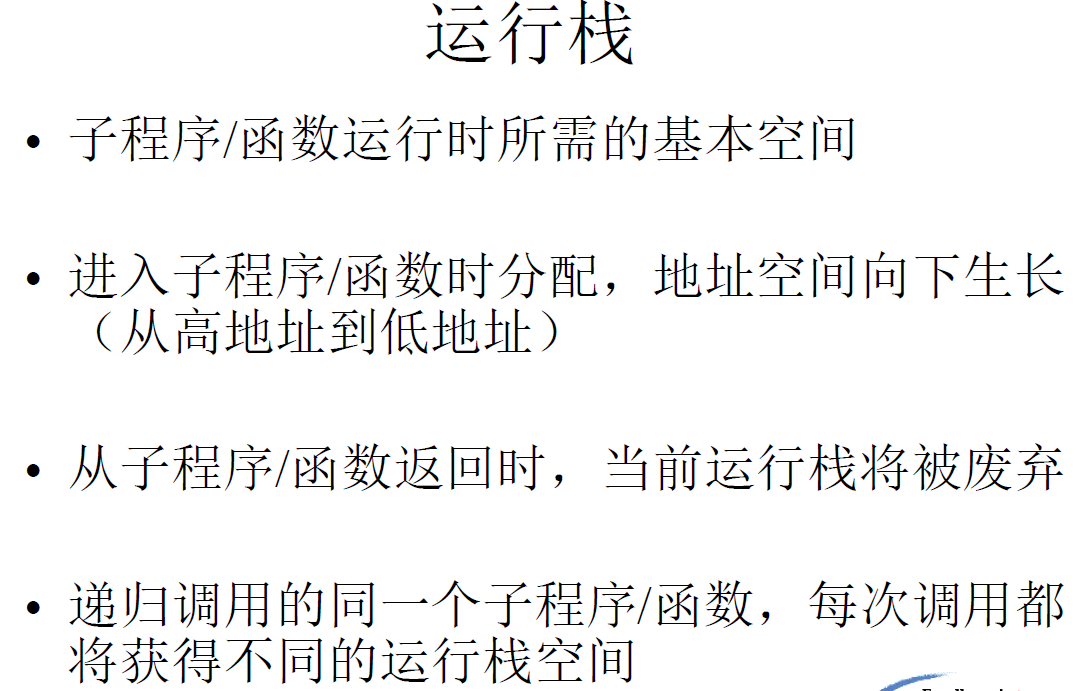 运行栈
• 子程序/函数运行时所需的基本空间
• 进入子程序/函数时分配，地址空间向下生长
（从高地址到低地址）
• 从子程序/函数返回时，当前运行栈将被废弃
• 递归调用的同一个子程序/函数，每次调用都
将获得不同的运行栈空间